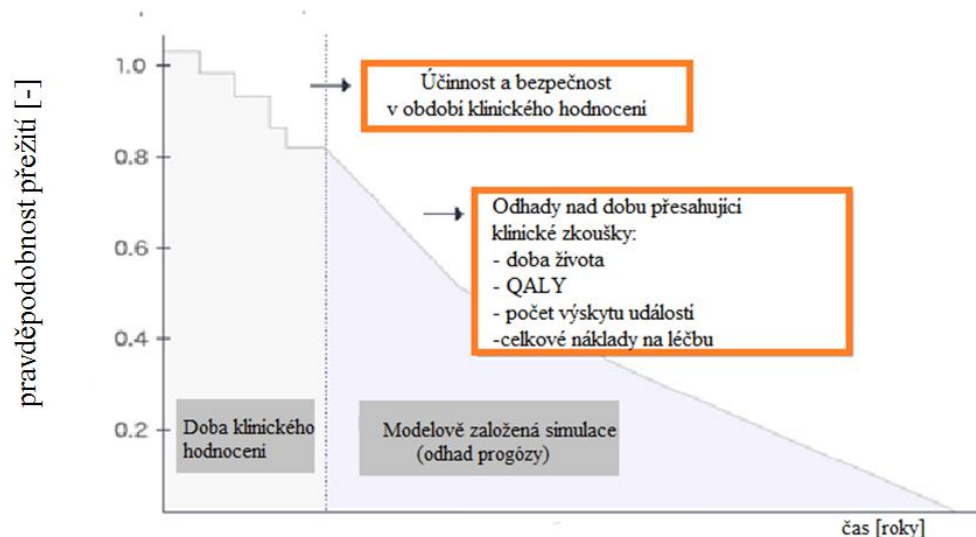 pravděpodobnost přežití [-]
1.0
0.8
0.6
0.4
0.2
Účinnost a bezpečnost
v období klinického hodnocení
Odhady nad dobu přesahující
klinické zkoušky:
- doba života
- QALY
- počet výskytu události
-celkové náklady na léčbu
Doba klinického
hodnocení
Modelově založená simulace
(odhad progózy)
čas [roky]